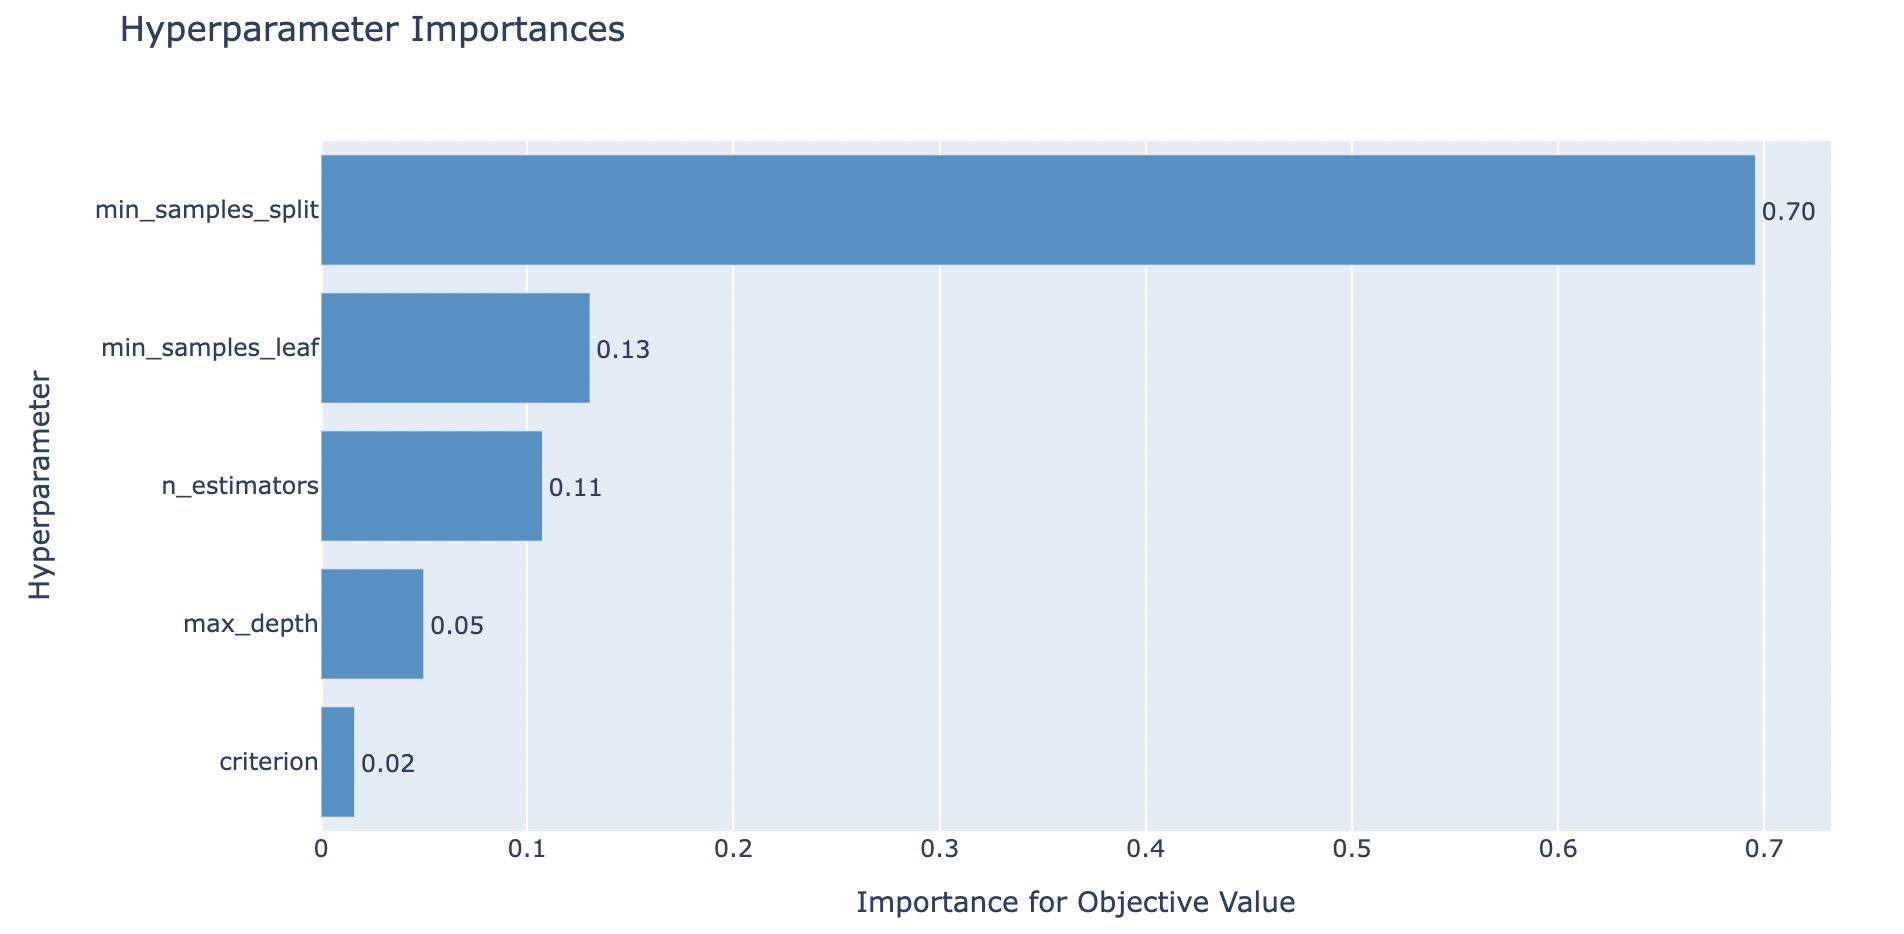 Hyperparameter Importances
min_samples_split
0.70
min_samples_leaf
0.13
n_estimators
0.11
max_depth
0.05
criterion
0.02
Hyperparameter
0 0.1 0.2 0.3 0.4 0.5 0.6 0.7
Importance for Objective Value